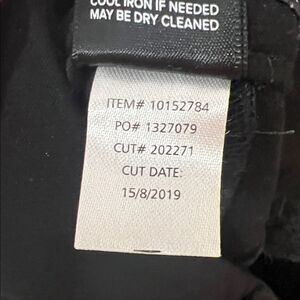 COOL IRON IF NEEDED
MAY BE DRY CLEANED
ITEM# 10152784
PO# 1327079
CUT# 202271
CUT DATE:
15/8/2019